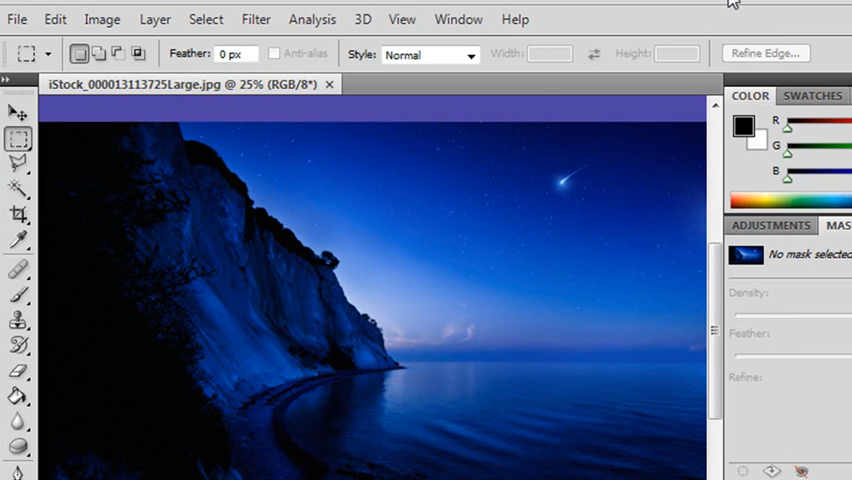 File Edit Image Layer Select Filter Analysis 3D View Window Help
Feather: 0 px Anti-alias Style: Normal Width: Height: Refine Edge...
iStock_000013113725Large.jpg @ 25% (RGB/8*) ×
COLOR SWATCHES
R
G
B
ADJUSTMENTS MAS
No mask selected
Density:
Feather:
Refine: